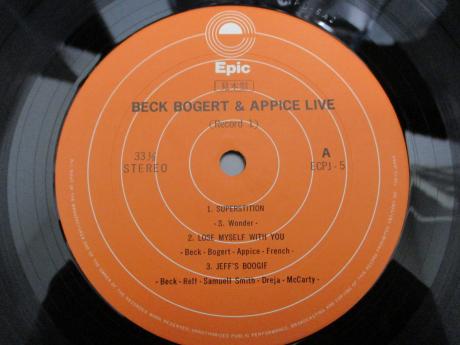 Epic
BECK BOGERT & APPICE LIVE
(Record 1)
33⅓ A
STEREO ECPJ-5
1. SUPERSTITION
-S. Wonder-
2. LOSE MYSELF WITH YOU
-Beck-Bogert-Appice-French-
3. JEFF'S BOOGIE
-Beck-Relf-Samuell Smith-Dreja-McCarty-